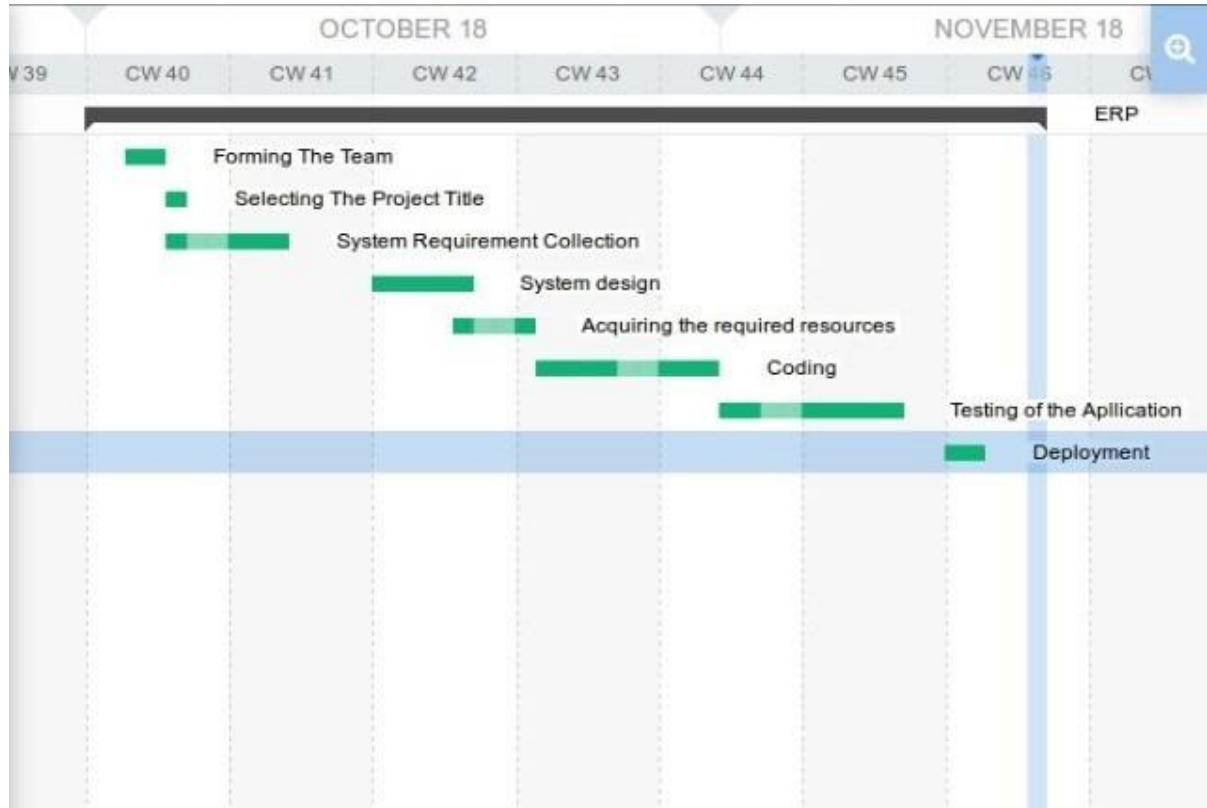 OCTOBER 18 NOVEMBER 18
39 CW 40 CW 41 CW 42 CW 43 CW 44 CW 45 CW 46
ERP
Forming The Team
Selecting The Project Title
System Requirement Collection
System design
Acquiring the required resources
Coding
Testing of the Apllication
Deployment